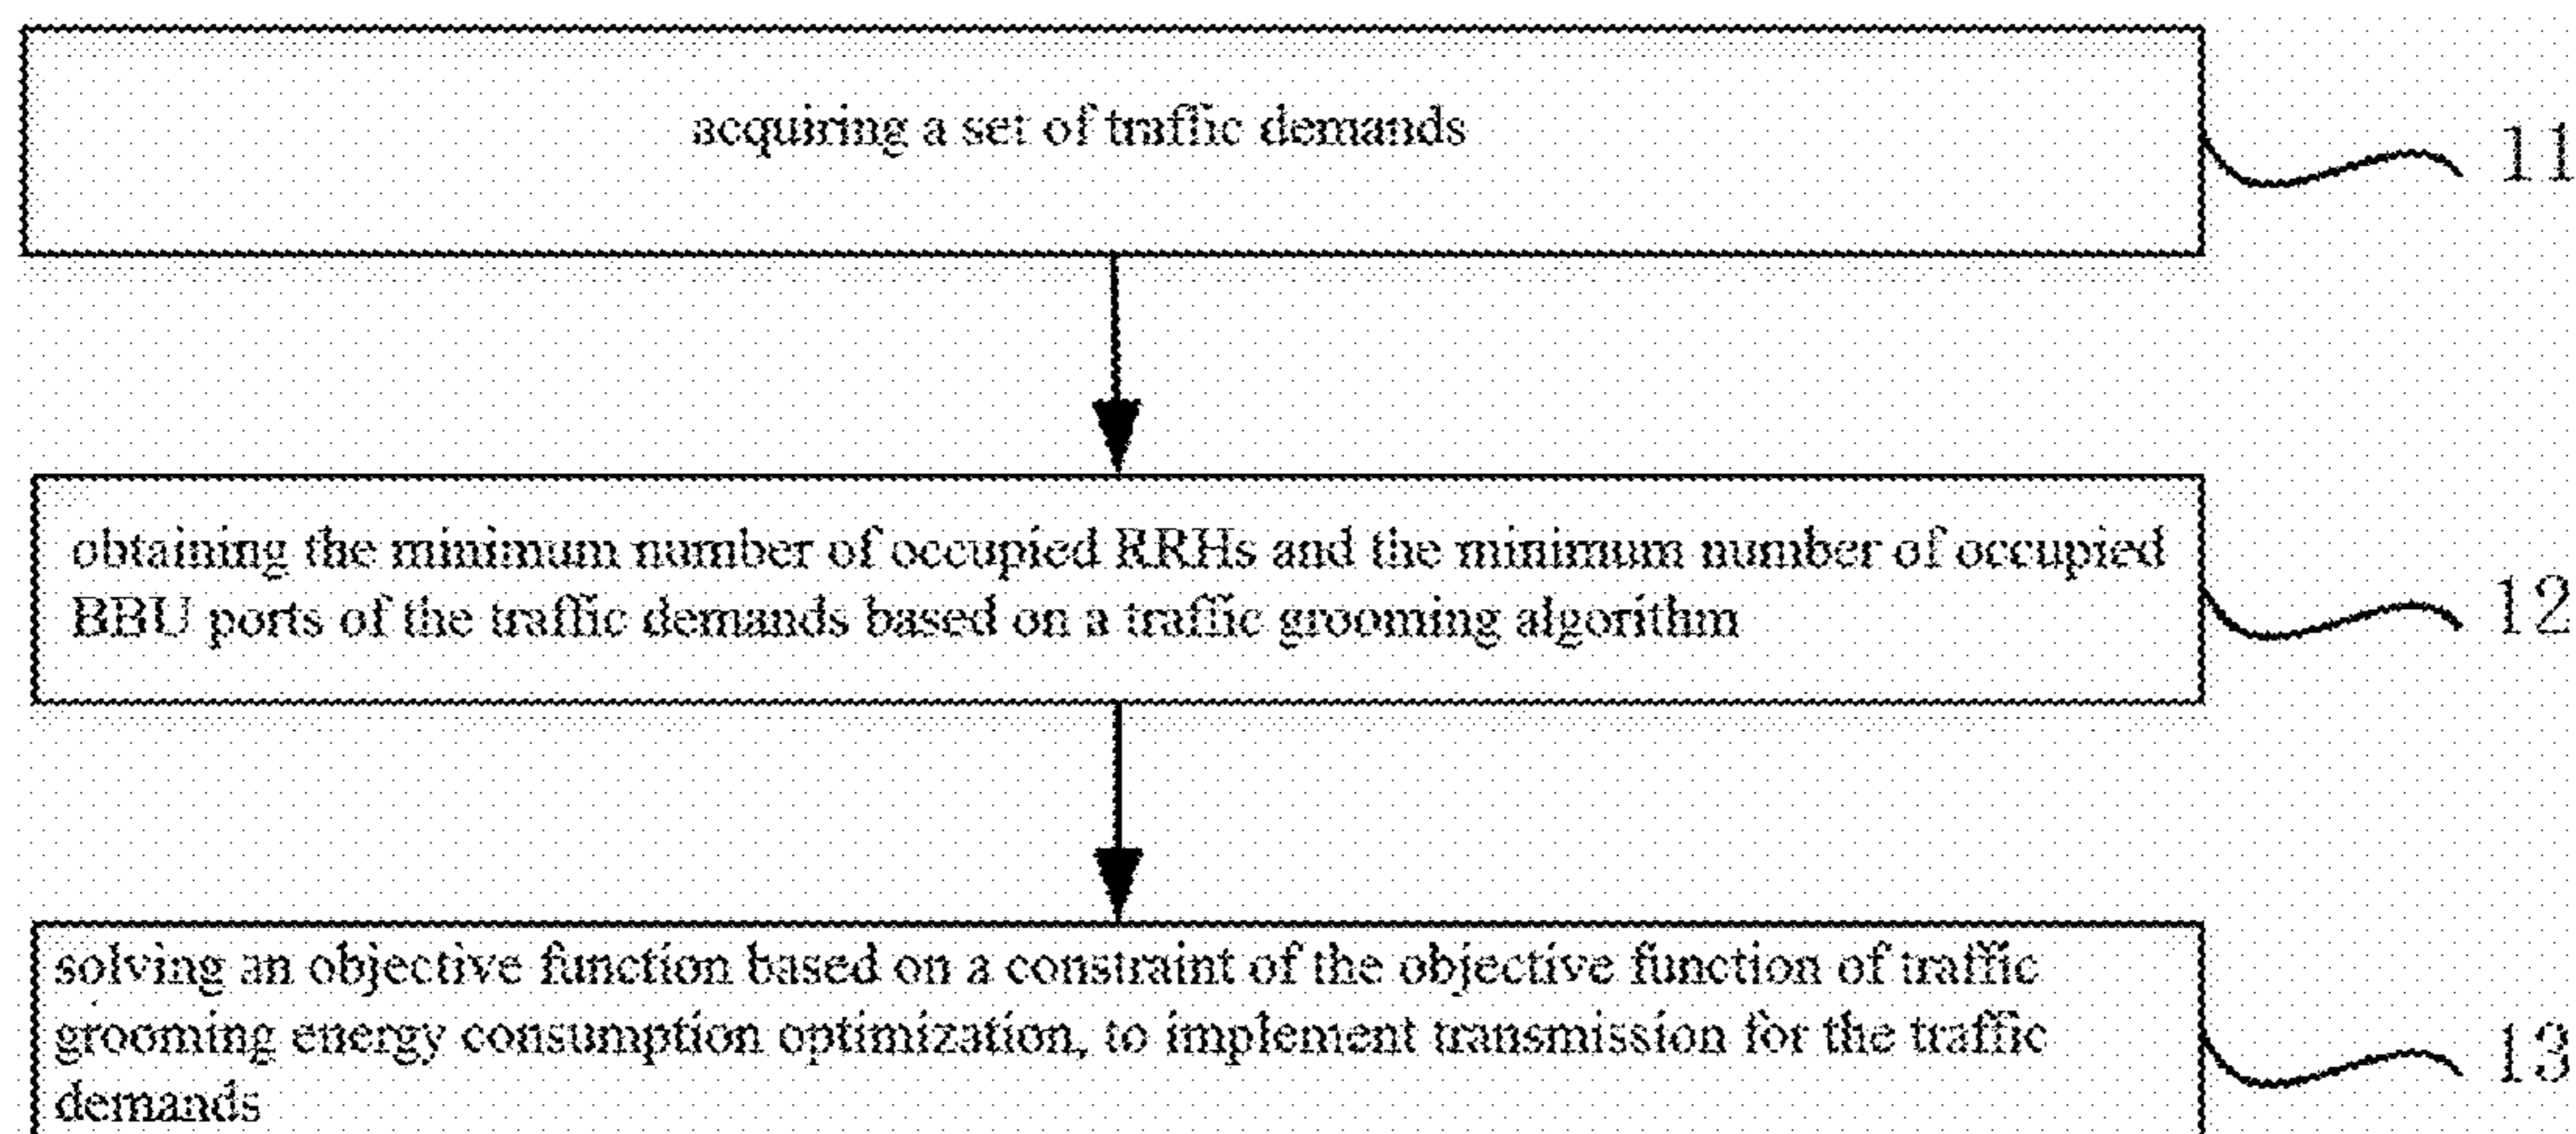 acquiring a set of traffic demands
11
obtaining the minimum number of occupied RRHs and the minimum number of occupied
BBU ports of the traffic demands based on a traffic grooming algorithm
12
solving an objective function based on a constraint of the objective function of traffic
grooming energy consumption optimization, to implement transmission for the traffic
demands
13